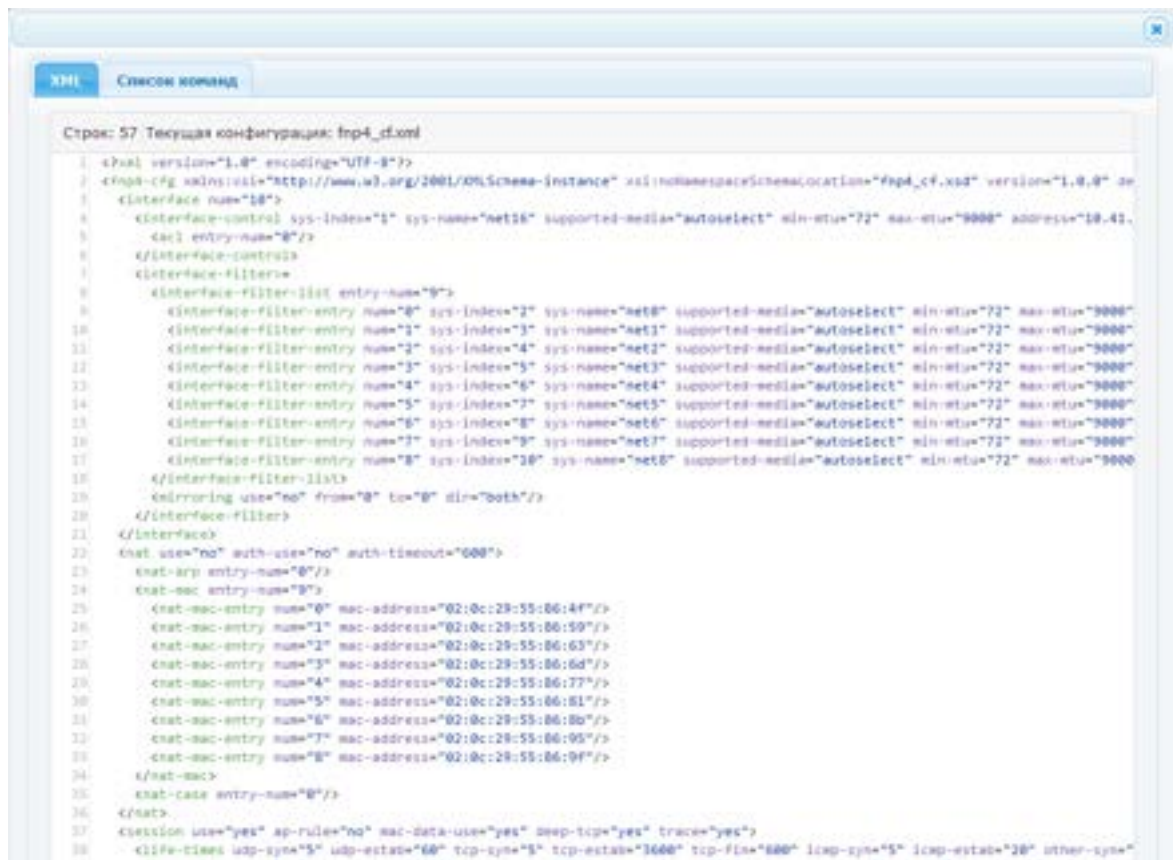 XML Список команд
Строк: 57 Текущая конфигурация: fnp4_cf.xml
1 <?xml version="1.0" encoding="UTF-8"?>
2 <fnp4-cfg xmlns:xsi="http://www.w3.org/2001/XMLSchema-instance" xsi:noNamespaceSchemaLocation="fnp4_cf.xsd" version="1.0.0" de
3 <interface num="10">
4 <interface-control sys-index="1" sys-name="net16" supported-media="autoselect" min-mtu="72" max-mtu="9000" address="10.41.
5 <acl entry-num="0"/>
6 </interface-control>
7 <interface-filter>
8 <interface-filter-list entry-num="9">
9 <interface-filter-entry num="0" sys-index="2" sys-name="net0" supported-media="autoselect" min-mtu="72" max-mtu="9000"
10 <interface-filter-entry num="1" sys-index="3" sys-name="net1" supported-media="autoselect" min-mtu="72" max-mtu="9000"
11 <interface-filter-entry num="2" sys-index="4" sys-name="net2" supported-media="autoselect" min-mtu="72" max-mtu="9000"
12 <interface-filter-entry num="3" sys-index="5" sys-name="net3" supported-media="autoselect" min-mtu="72" max-mtu="9000"
13 <interface-filter-entry num="4" sys-index="6" sys-name="net4" supported-media="autoselect" min-mtu="72" max-mtu="9000"
14 <interface-filter-entry num="5" sys-index="7" sys-name="net5" supported-media="autoselect" min-mtu="72" max-mtu="9000"
15 <interface-filter-entry num="6" sys-index="8" sys-name="net6" supported-media="autoselect" min-mtu="72" max-mtu="9000"
16 <interface-filter-entry num="7" sys-index="9" sys-name="net7" supported-media="autoselect" min-mtu="72" max-mtu="9000"
17 <interface-filter-entry num="8" sys-index="10" sys-name="net8" supported-media="autoselect" min-mtu="72" max-mtu="9000
18 </interface-filter-list>
19 <mirroring use="no" from="0" to="0" dir="both"/>
20 </interface-filter>
21 </interface>
22 <nat use="no" auth-use="no" auth-timeout="600">
23 <nat-arp entry-num="0"/>
24 <nat-mac entry-num="9">
25 <nat-mac-entry num="0" mac-address="02:0c:29:55:06:4f"/>
26 <nat-mac-entry num="1" mac-address="02:0c:29:55:06:59"/>
27 <nat-mac-entry num="2" mac-address="02:0c:29:55:06:63"/>
28 <nat-mac-entry num="3" mac-address="02:0c:29:55:06:6d"/>
29 <nat-mac-entry num="4" mac-address="02:0c:29:55:06:77"/>
30 <nat-mac-entry num="5" mac-address="02:0c:29:55:06:81"/>
31 <nat-mac-entry num="6" mac-address="02:0c:29:55:06:8b"/>
32 <nat-mac-entry num="7" mac-address="02:0c:29:55:06:95"/>
33 <nat-mac-entry num="8" mac-address="02:0c:29:55:06:9f"/>
34 </nat-mac>
35 <nat-case entry-num="0"/>
36 </nat>
37 <session use="yes" ap-rule="no" mac-data-use="yes" deep-tcp="yes" trace="yes">
38 <life-times udp-syn="5" udp-estab="60" tcp-syn="5" tcp-estab="3600" tcp-fin="600" icmp-syn="5" icmp-estab="20" other-syn="